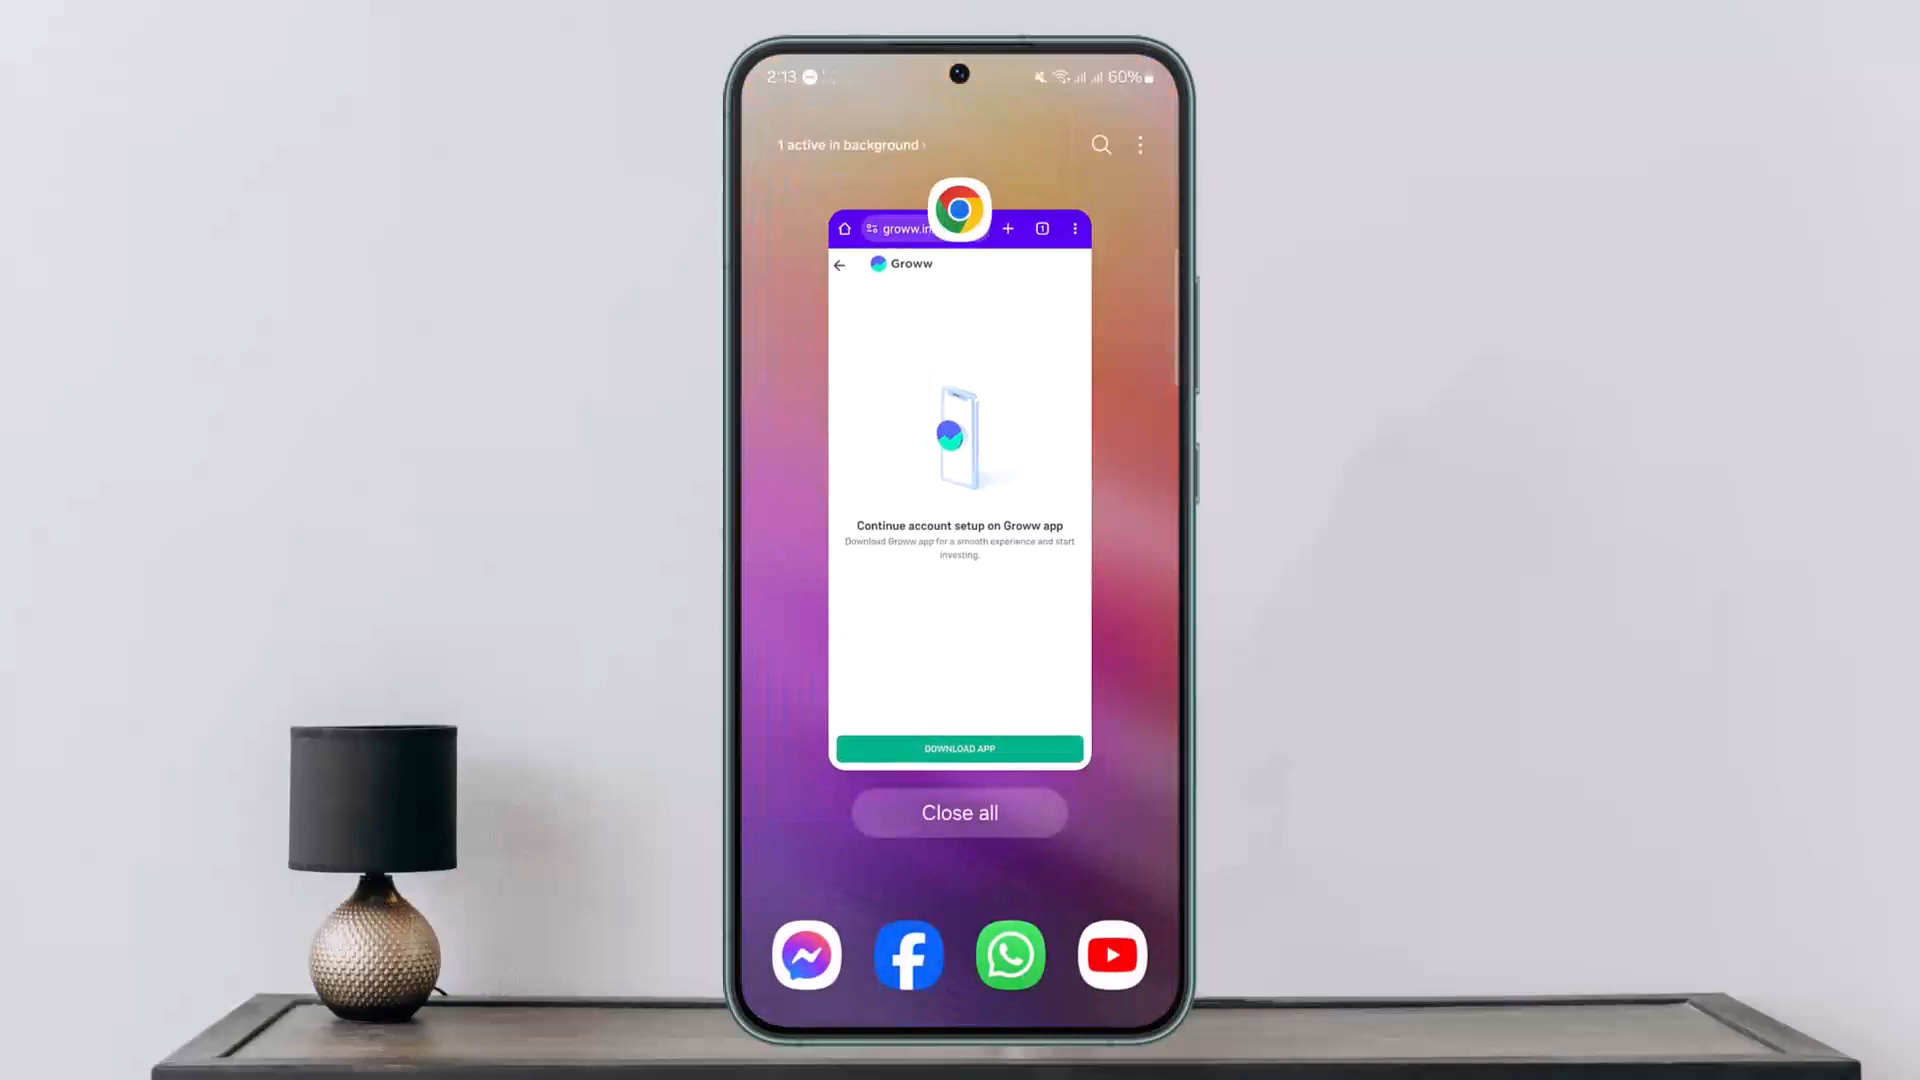 2:13
60%
1 active in background ›
groww.in
1
Groww
Continue account setup on Groww app
Download Groww app for a smooth experience and start
investing.
DOWNLOAD APP
Close all